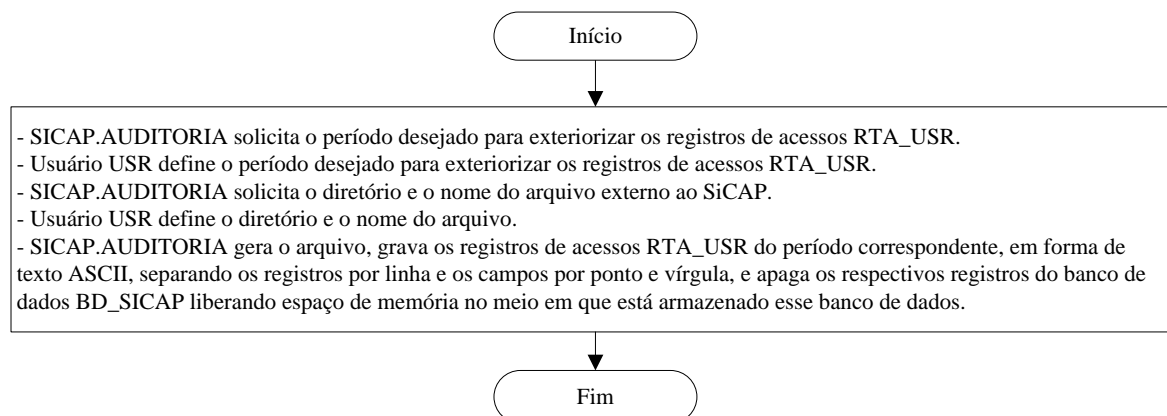 Início
- SICAP.AUDITORIA solicita o período desejado para exteriorizar os registros de acessos RTA_USR.
- Usuário USR define o período desejado para exteriorizar os registros de acessos RTA_USR.
- SICAP.AUDITORIA solicita o diretório e o nome do arquivo externo ao SiCAP.
- Usuário USR define o diretório e o nome do arquivo.
- SICAP.AUDITORIA gera o arquivo, grava os registros de acessos RTA_USR do período correspondente, em forma de
texto ASCII, separando os registros por linha e os campos por ponto e vírgula, e apaga os respectivos registros do banco de
dados BD_SICAP liberando espaço de memória no meio em que está armazenado esse banco de dados.
Fim